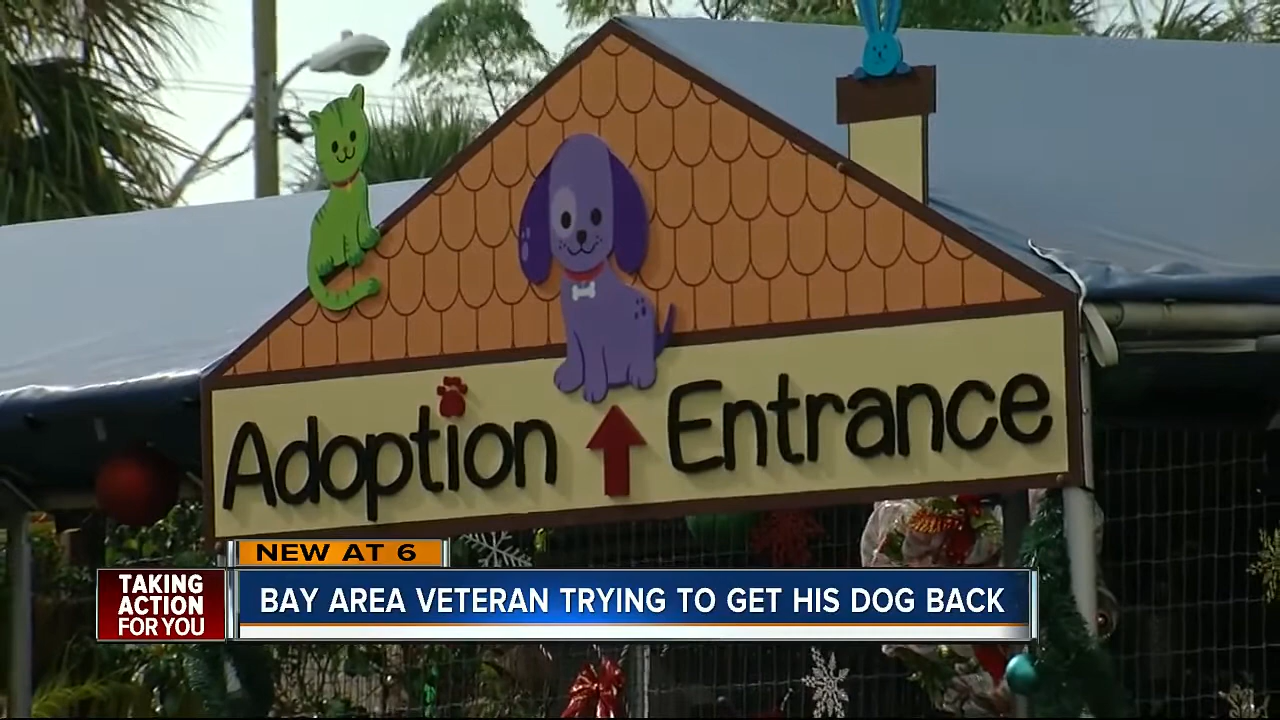 Adoption Entrance
NEW AT 6
TAKING
ACTION
FOR YOU
BAY AREA VETERAN TRYING TO GET HIS DOG BACK